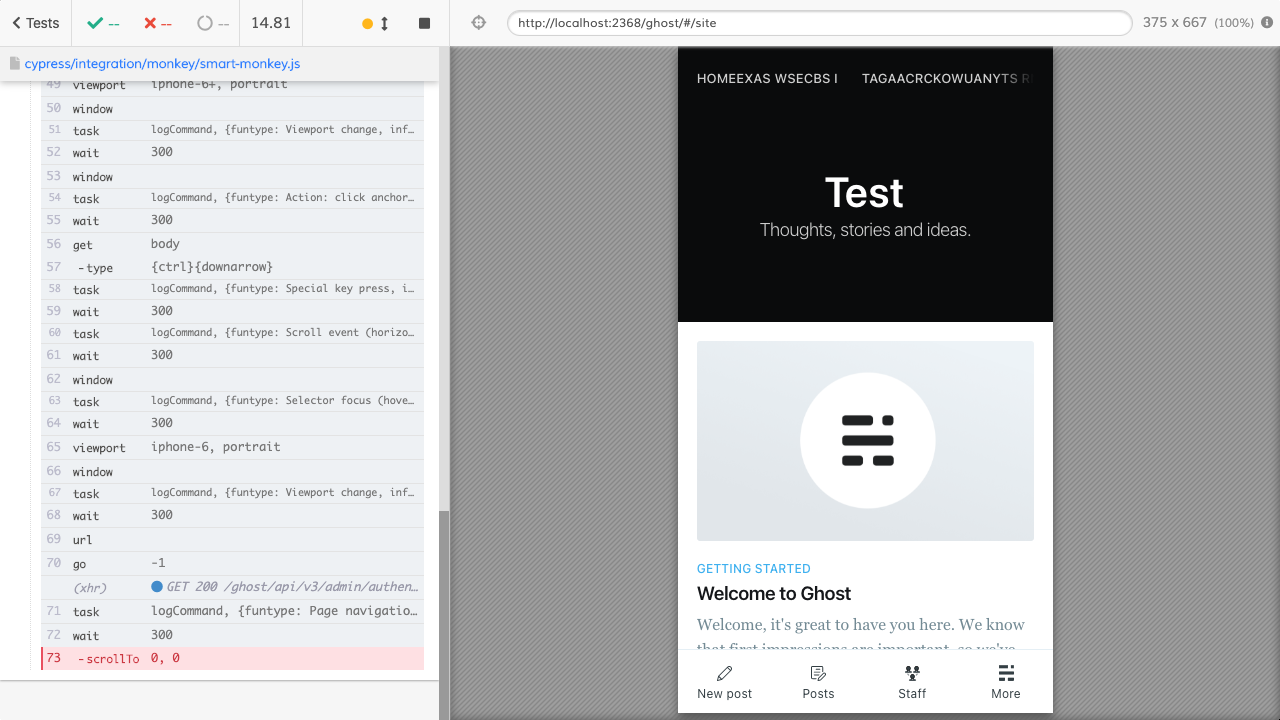 Tests
--
--
--
14.81
http://localhost:2368/ghost/#/site
375 x 667 (100%)
cypress/integration/monkey/smart-monkey.js
49 viewport iphone-6+, portrait
50 window
51 task logCommand, {funtype: Viewport change, inf…
52 wait 300
53 window
54 task logCommand, {funtype: Action: click anchor…
55 wait 300
56 get body
57 -type {ctrl}{downarrow}
58 task logCommand, {funtype: Special key press, i…
59 wait 300
60 task logCommand, {funtype: Scroll event (horizo…
61 wait 300
62 window
63 task logCommand, {funtype: Selector focus (hove…
64 wait 300
65 viewport iphone-6, portrait
66 window
67 task logCommand, {funtype: Viewport change, inf…
68 wait 300
69 url
70 go -1
(xhr) GET 200 /ghost/api/v3/admin/authen…
71 task logCommand, {funtype: Page navigatio…
72 wait 300
73 -scrollTo 0, 0
HOMEEXAS WSECBS I TAGAACRCKOWUANYTS R
Test
Thoughts, stories and ideas.
GETTING STARTED
Welcome to Ghost
Welcome, it's great to have you here. We know
that first impressions are important, so we've
New post
Posts
Staff
More